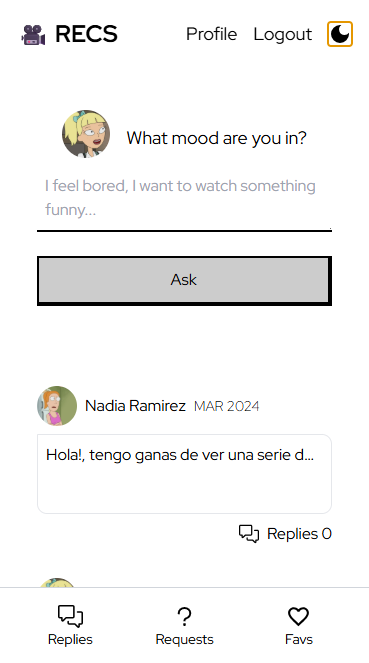 RECS Profile Logout
What mood are you in?
I feel bored, I want to watch something
funny...
Ask
Nadia Ramirez MAR 2024
Hola!, tengo ganas de ver una serie d...
Replies 0
Replies Requests Favs